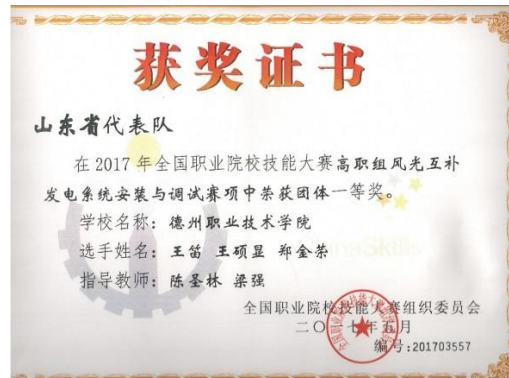 获奖证书
山东省代表队
在2017年全国职业院校技能大赛高职组风光互补
发电系统安装与调试赛项中荣获团体一等奖。
学校名称：德州职业技术学院
选手姓名：王笛 王硕显 郑金荣
指导教师：陈圣林 梁强
全国职业院校技能大赛组织委员会
二〇一七年五月
编号:201703557